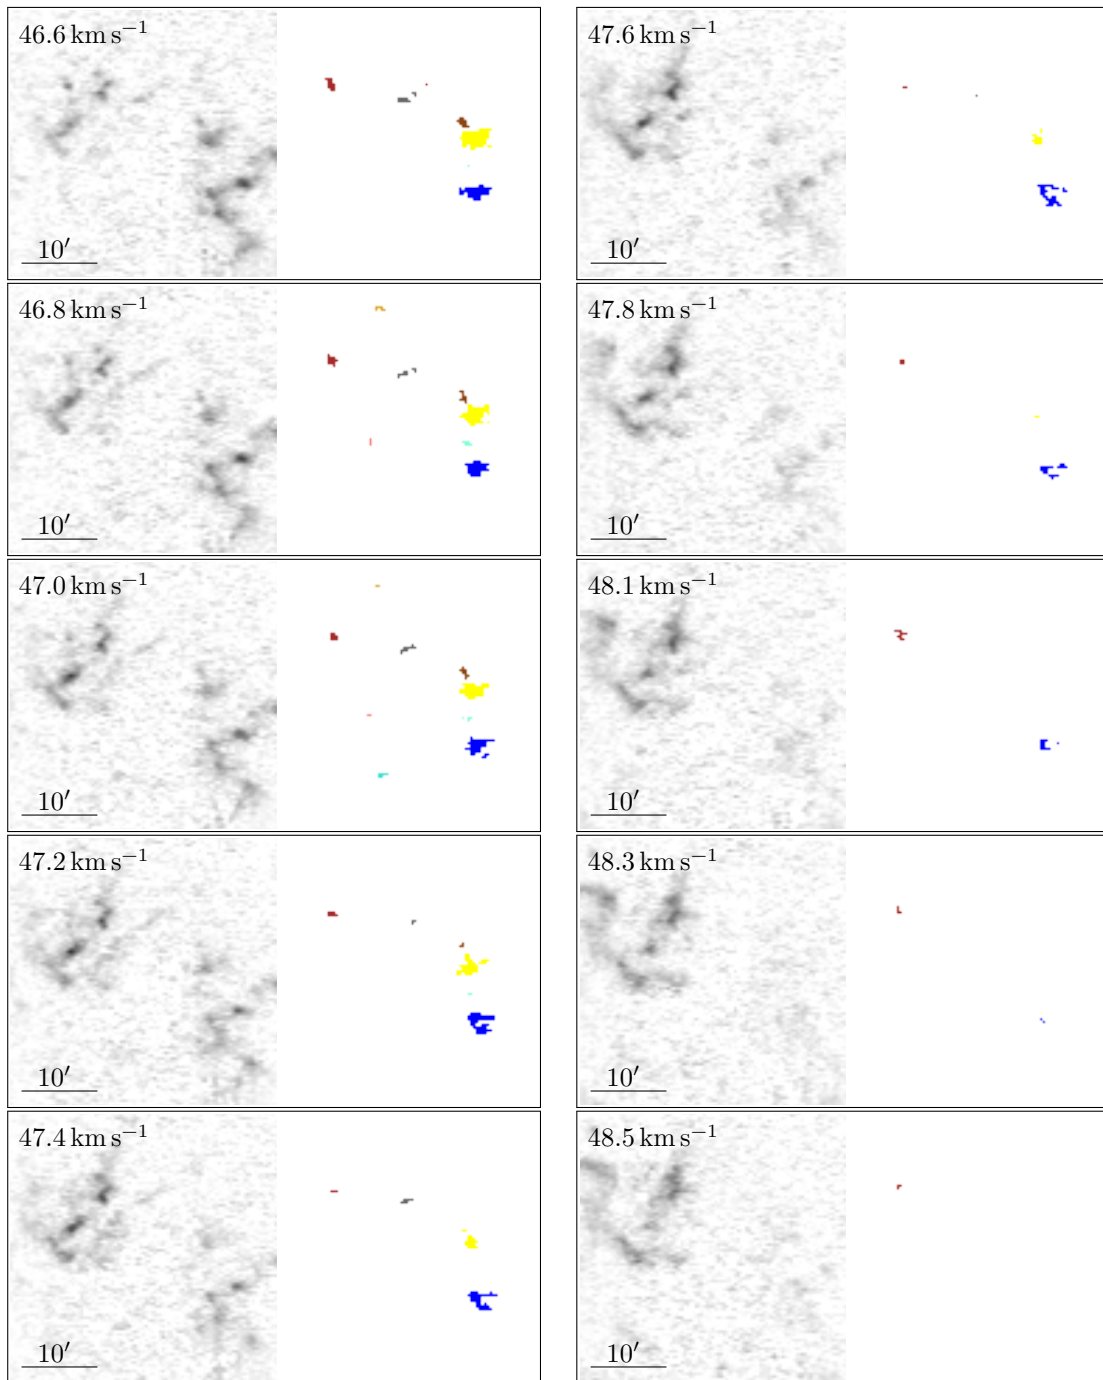 46.6 km s⁻¹
10′
46.8 km s⁻¹
10′
47.0 km s⁻¹
10′
47.2 km s⁻¹
10′
47.4 km s⁻¹
10′
47.6 km s⁻¹
10′
47.8 km s⁻¹
10′
48.1 km s⁻¹
10′
48.3 km s⁻¹
10′
48.5 km s⁻¹
10′